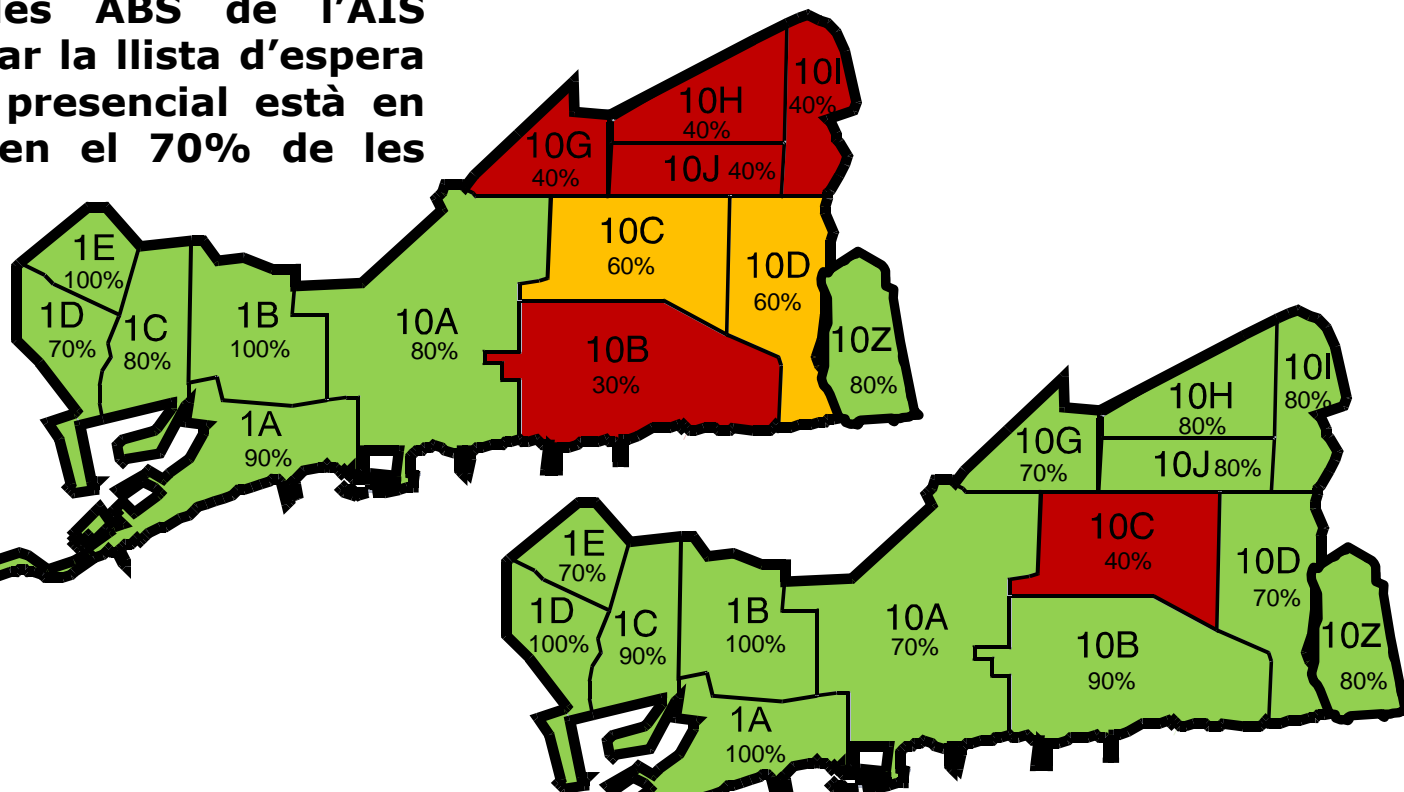 les ABS de l’AIS
ar la llista d’espera
presencial està en
en el 70% de les
10I
40%
10H
40%
10G
40%
10J 40%
1E
100%
10C
60%
10D
60%
1D
70%
1C
80%
1B
100%
10A
80%
10B
30%
10Z
80%
1A
90%
10I
80%
10H
80%
10G
70%
10J 80%
1E
70%
10C
40%
10D
70%
1D
100%
1C
90%
1B
100%
10A
70%
10B
90%
10Z
80%
1A
100%